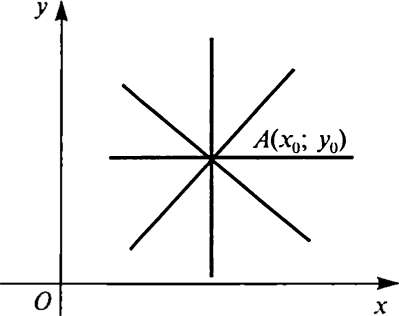 y
A(x₀; y₀)
O
x